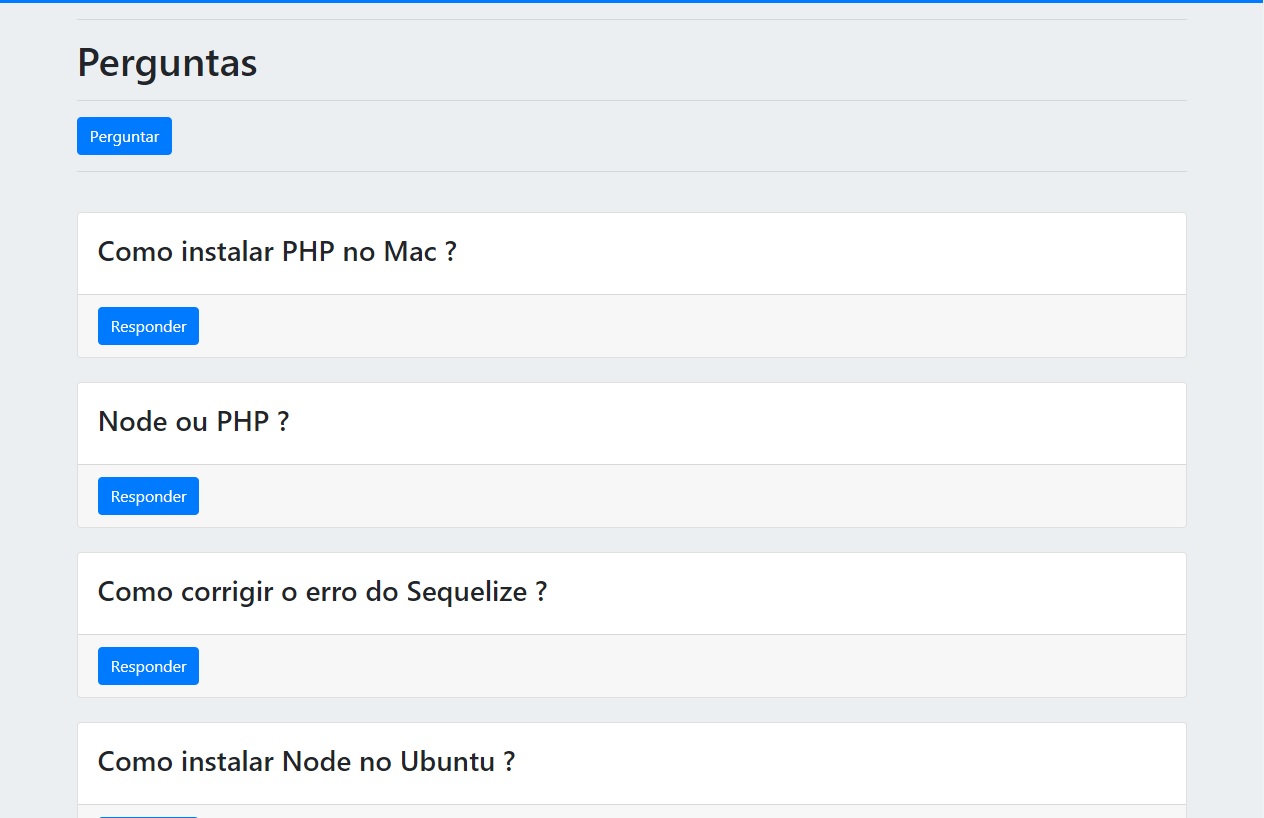 Perguntas
Perguntar
Como instalar PHP no Mac ?
Responder
Node ou PHP ?
Responder
Como corrigir o erro do Sequelize ?
Responder
Como instalar Node no Ubuntu ?